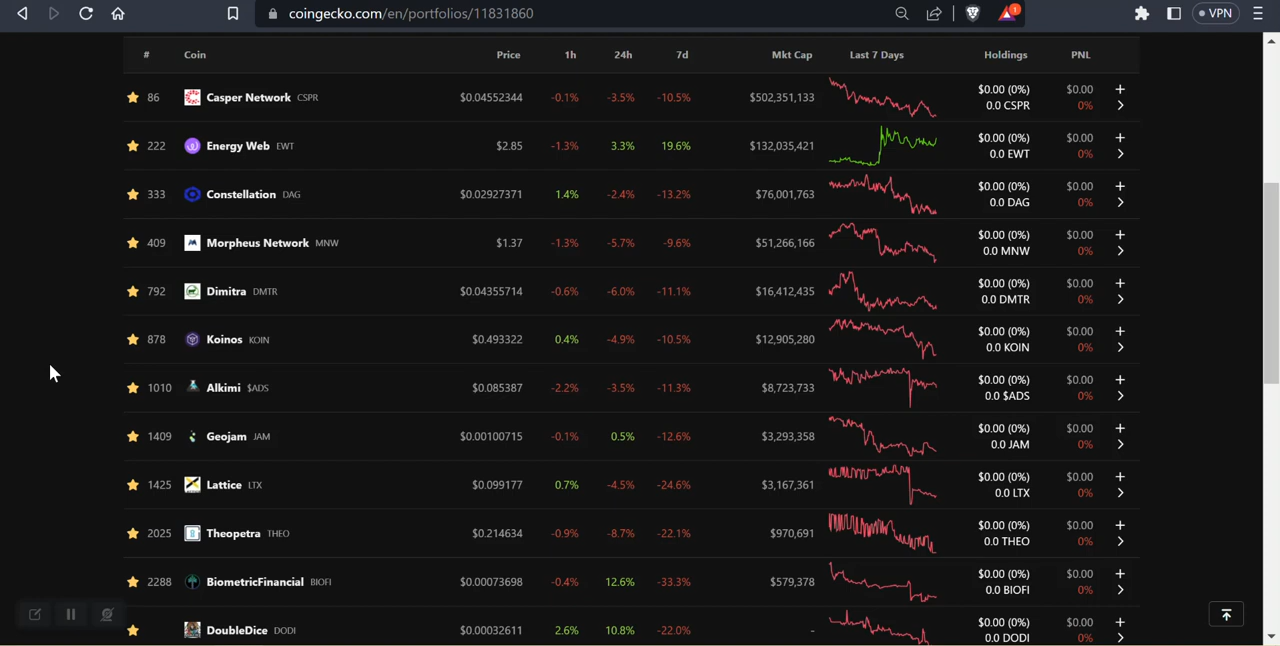 coingecko.com/en/portfolios/11831860
1
VPN
# Coin Price 1h 24h 7d Mkt Cap Last 7 Days Holdings PNL
86 Casper Network CSPR $0.04552344 -0.1% -3.5% -10.5% $502,351,133 $0.00 (0%) $0.00
0.0 CSPR 0%
222 Energy Web EWT $2.85 -1.3% 3.3% 19.6% $132,035,421 $0.00 (0%) $0.00
0.0 EWT 0%
333 Constellation DAG $0.02927371 1.4% -2.4% -13.2% $76,001,763 $0.00 (0%) $0.00
0.0 DAG 0%
409 Morpheus Network MNW $1.37 -1.3% -5.7% -9.6% $51,266,166 $0.00 (0%) $0.00
0.0 MNW 0%
792 Dimitra DMTR $0.04355714 -0.6% -6.0% -11.1% $16,412,435 $0.00 (0%) $0.00
0.0 DMTR 0%
878 Koinos KOIN $0.493322 0.4% -4.9% -10.5% $12,905,280 $0.00 (0%) $0.00
0.0 KOIN 0%
1010 Alkimi $ADS $0.085387 -2.2% -3.5% -11.3% $8,723,733 $0.00 (0%) $0.00
0.0 $ADS 0%
1409 Geojam JAM $0.00100715 -0.1% 0.5% -12.6% $3,293,358 $0.00 (0%) $0.00
0.0 JAM 0%
1425 Lattice LTX $0.099177 0.7% -4.5% -24.6% $3,167,361 $0.00 (0%) $0.00
0.0 LTX 0%
2025 Theopetra THEO $0.214634 -0.9% -8.7% -22.1% $970,691 $0.00 (0%) $0.00
0.0 THEO 0%
2288 BiometricFinancial BIOFI $0.00073698 -0.4% 12.6% -33.3% $579,378 $0.00 (0%) $0.00
0.0 BIOFI 0%
DoubleDice DODI $0.00032611 2.6% 10.8% -22.0% - $0.00 (0%) $0.00
0.0 DODI 0%